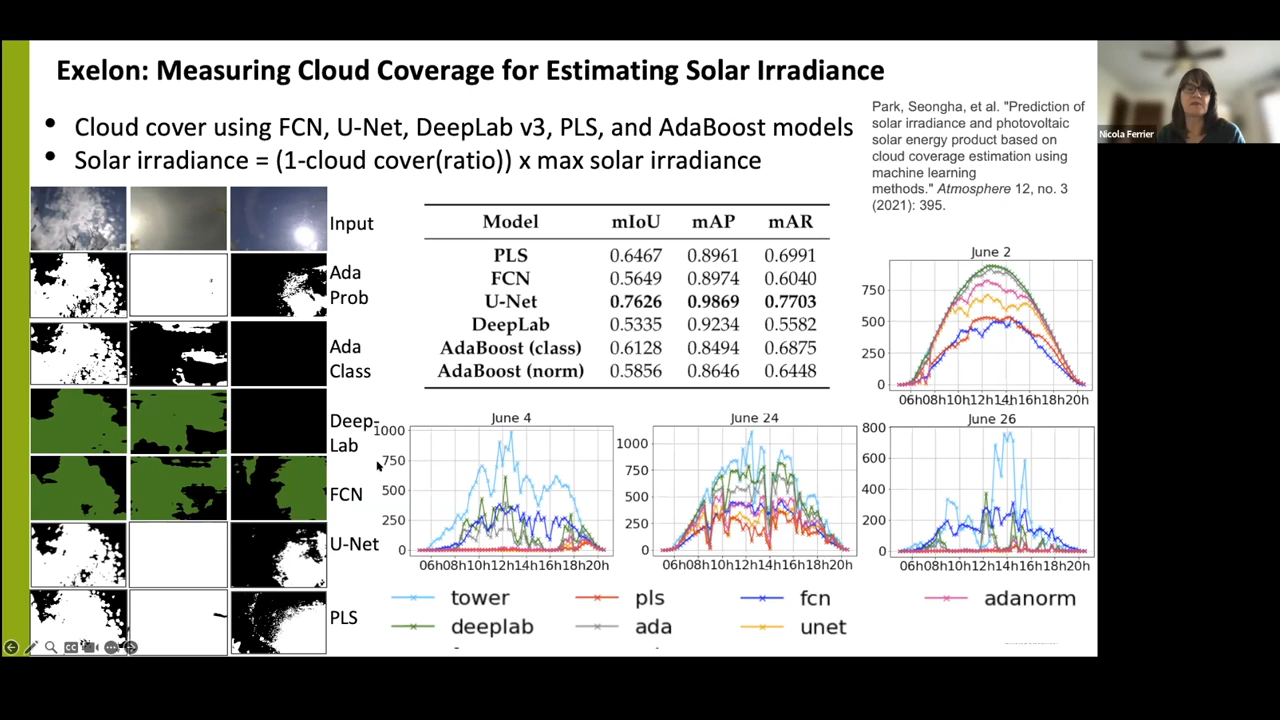 Exelon: Measuring Cloud Coverage for Estimating Solar Irradiance
• Cloud cover using FCN, U-Net, DeepLab v3, PLS, and AdaBoost models
• Solar irradiance = (1-cloud cover(ratio)) x max solar irradiance
Park, Seongha, et al. "Prediction of
solar irradiance and photovoltaic
solar energy product based on
cloud coverage estimation using
machine learning
methods." Atmosphere 12, no. 3
(2021): 395.
Nicola Ferrier
Input
Ada
Prob
Ada
Class
Deep-
Lab
FCN
U-Net
PLS
Model mIoU mAP mAR
PLS 0.6467 0.8961 0.6991
FCN 0.5649 0.8974 0.6040
U-Net 0.7626 0.9869 0.7703
DeepLab 0.5335 0.9234 0.5582
AdaBoost (class) 0.6128 0.8494 0.6875
AdaBoost (norm) 0.5856 0.8646 0.6448
June 2
750
500
250
0
06h08h10h12h14h16h18h20h
June 4
1000
750
500
250
0
06h08h10h12h14h16h18h20h
June 24
1000
750
500
250
0
06h08h10h12h14h16h18h20h
June 26
800
600
400
200
0
06h08h10h12h14h16h18h20h
tower pls fcn adanorm
deeplab ada unet
CC